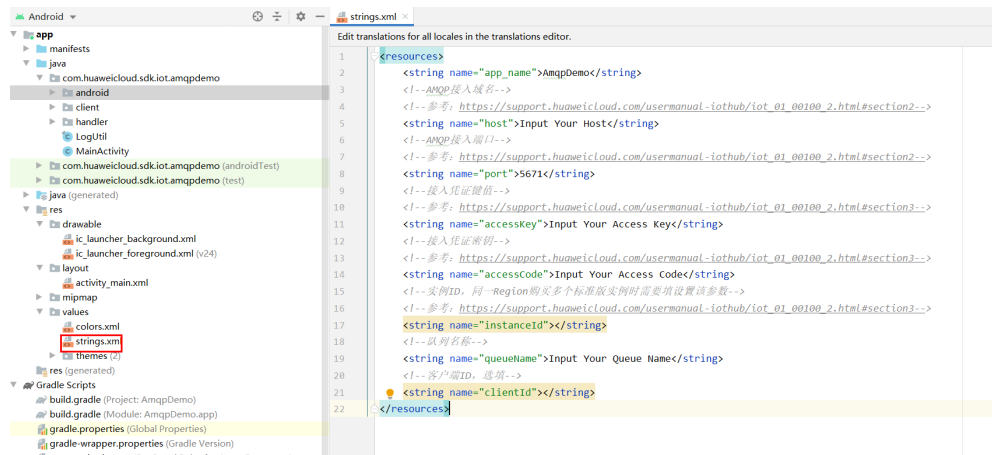 Android
strings.xml
Edit translations for all locales in the translations editor.
app
manifests
java
com.huaweicloud.sdk.iot.amqpdemo
android
client
handler
LogUtil
MainActivity
com.huaweicloud.sdk.iot.amqpdemo (androidTest)
com.huaweicloud.sdk.iot.amqpdemo (test)
java (generated)
res
drawable
ic_launcher_background.xml
ic_launcher_foreground.xml (v24)
layout
activity_main.xml
mipmap
values
colors.xml
strings.xml
themes (2)
res (generated)
Gradle Scripts
build.gradle (Project: AmqpDemo)
build.gradle (Module: AmqpDemo.app)
gradle.properties (Global Properties)
gradle-wrapper.properties (Gradle Version)
1 <resources>
2 <string name="app_name">AmqpDemo</string>
3 <!--AMQP接入域名-->
4 <!--参考：https://support.huaweicloud.com/usermanual-iothub/iot_01_00100_2.html#section2-->
5 <string name="host">Input Your Host</string>
6 <!--AMQP接入端口-->
7 <!--参考：https://support.huaweicloud.com/usermanual-iothub/iot_01_00100_2.html#section2-->
8 <string name="port">5671</string>
9 <!--接入凭证键值-->
10 <!--参考：https://support.huaweicloud.com/usermanual-iothub/iot_01_00100_2.html#section3-->
11 <string name="accessKey">Input Your Access Key</string>
12 <!--接入凭证密钥-->
13 <!--参考：https://support.huaweicloud.com/usermanual-iothub/iot_01_00100_2.html#section3-->
14 <string name="accessCode">Input Your Access Code</string>
15 <!--实例ID，同一Region购买多个标准版实例时需要填设置该参数-->
16 <!--参考：https://support.huaweicloud.com/usermanual-iothub/iot_01_00100_2.html#section3-->
17 <string name="instanceId"></string>
18 <!--队列名称-->
19 <string name="queueName">Input Your Queue Name</string>
20 <!--客户端ID，选填-->
21 <string name="clientId"></string>
22 </resources>